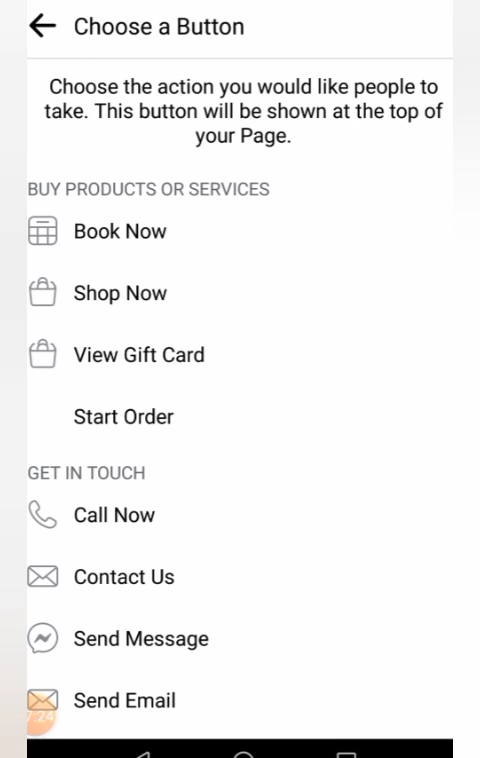 Choose a Button
Choose the action you would like people to
take. This button will be shown at the top of
your Page.
BUY PRODUCTS OR SERVICES
Book Now
Shop Now
View Gift Card
Start Order
GET IN TOUCH
Call Now
Contact Us
Send Message
Send Email
7:24